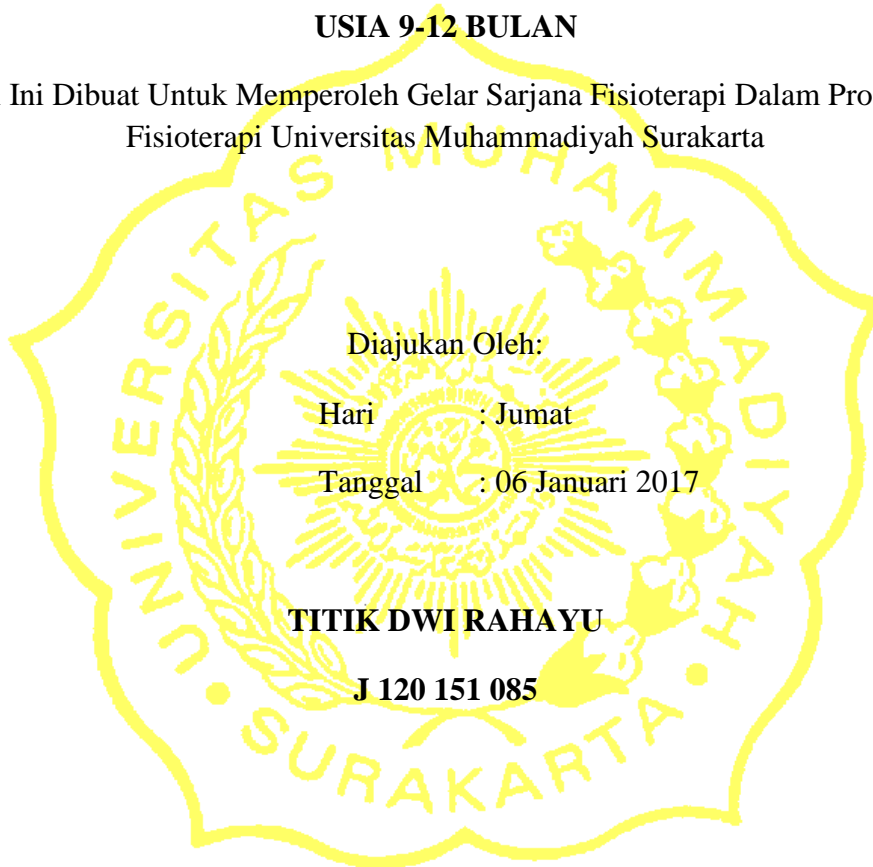 USIA 9-12 BULAN
Ini Dibuat Untuk Memperoleh Gelar Sarjana Fisioterapi Dalam Pro
Fisioterapi Universitas Muhammadiyah Surakarta
UNIVERSITAS MUHAMMADIYAH
Diajukan Oleh:
Hari : Jumat
Tanggal : 06 Januari 2017
TITIK DWI RAHAYU
J 120 151 085
SURAKARTA